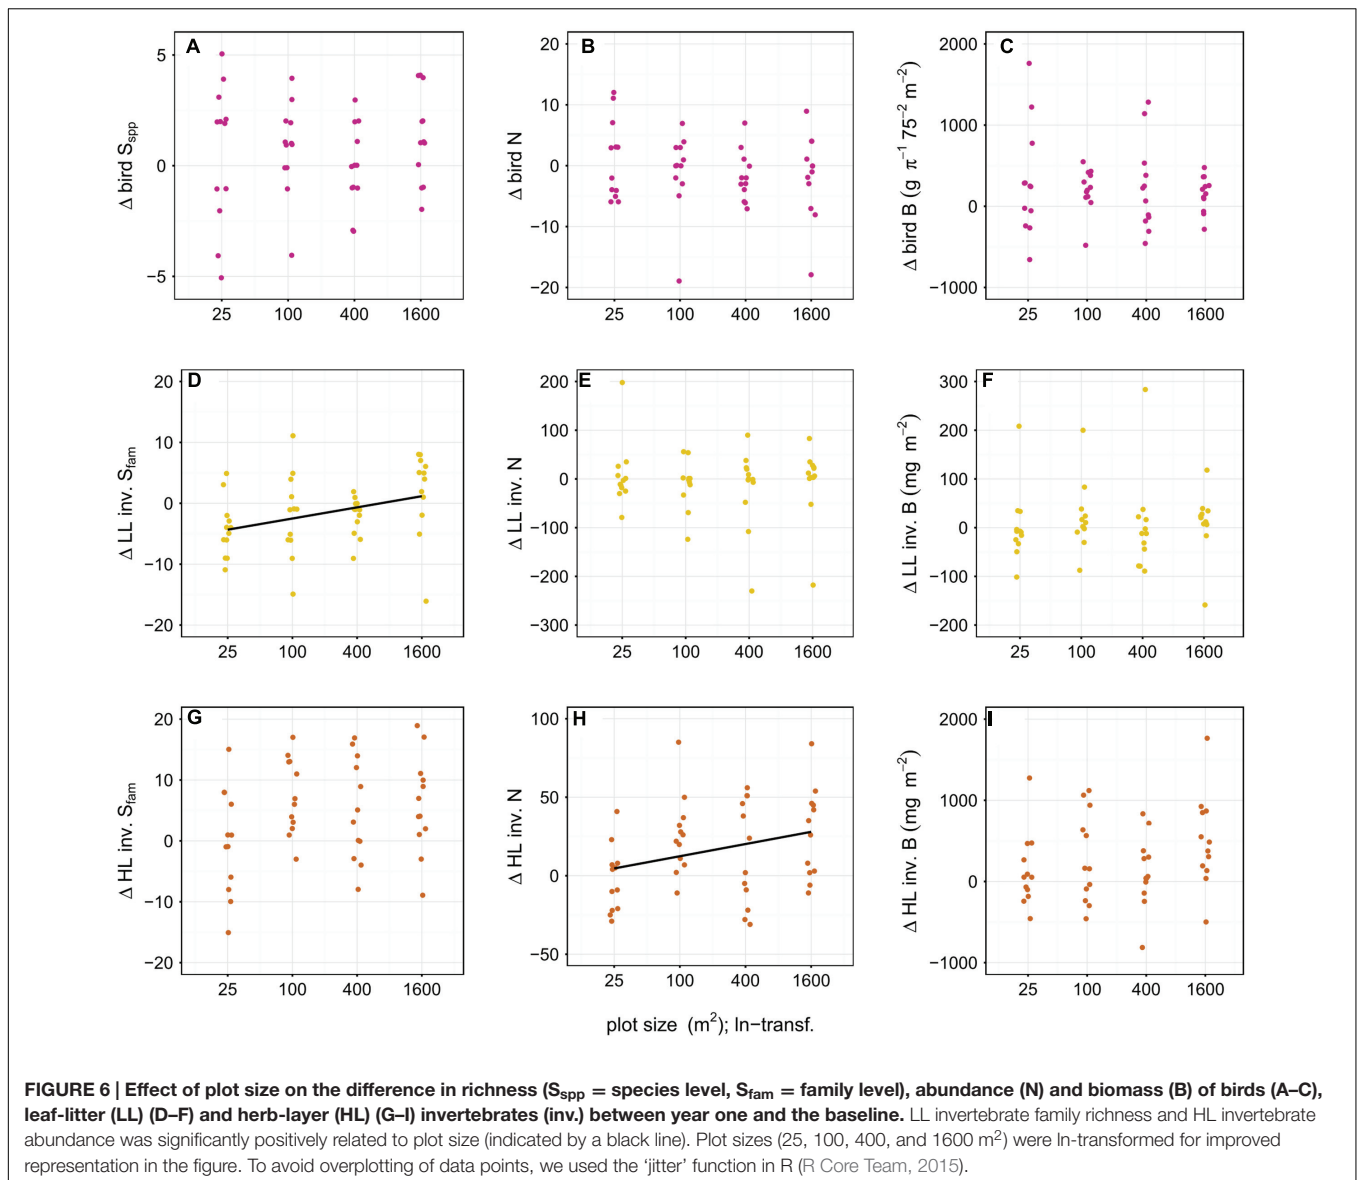 A
B
C
5
0
−5
Δ bird Sspp
25 100 400 1600
20
10
0
−10
−20
Δ bird N
25 100 400 1600
2000
1000
0
−1000
Δ bird B (g π−1 75−2 m−2)
25 100 400 1600
D
E
F
20
10
0
−10
−20
Δ LL inv. Sfam
25 100 400 1600
200
100
0
−100
−200
−300
Δ LL inv. N
25 100 400 1600
300
200
100
0
−100
−200
Δ LL inv. B (mg m−2)
25 100 400 1600
G
H
I
20
10
0
−10
−20
Δ HL inv. Sfam
25 100 400 1600
100
50
0
−50
Δ HL inv. N
25 100 400 1600
2000
1000
0
−1000
Δ HL inv. B (mg m−2)
25 100 400 1600
plot size (m2); ln−transf.
FIGURE 6 | Effect of plot size on the difference in richness (Sspp = species level, Sfam = family level), abundance (N) and biomass (B) of birds (A–C),
leaf-litter (LL) (D–F) and herb-layer (HL) (G–I) invertebrates (inv.) between year one and the baseline. LL invertebrate family richness and HL invertebrate
abundance was significantly positively related to plot size (indicated by a black line). Plot sizes (25, 100, 400, and 1600 m2) were ln-transformed for improved
representation in the figure. To avoid overplotting of data points, we used the ‘jitter’ function in R (R Core Team, 2015).